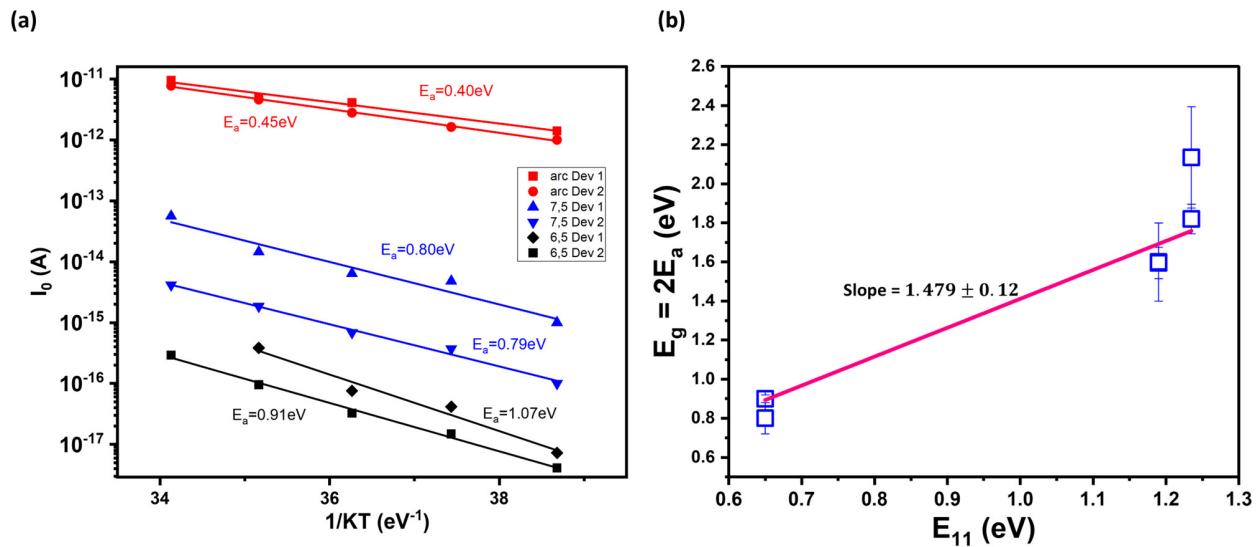 (a)
(b)
10⁻¹¹
10⁻¹²
10⁻¹³
10⁻¹⁴
10⁻¹⁵
10⁻¹⁶
10⁻¹⁷
I₀ (A)
Eₐ=0.40eV
Eₐ=0.45eV
arc Dev 1
arc Dev 2
7,5 Dev 1
7,5 Dev 2
6,5 Dev 1
6,5 Dev 2
Eₐ=0.80eV
Eₐ=0.79eV
Eₐ=0.91eV
Eₐ=1.07eV
34 36 38
1/KT (eV⁻¹)
2.6
2.4
2.2
2.0
1.8
1.6
1.4
1.2
1.0
0.8
0.6
E_g = 2Eₐ (eV)
Slope = 1.479 ± 0.12
0.6 0.7 0.8 0.9 1.0 1.1 1.2 1.3
E₁₁ (eV)